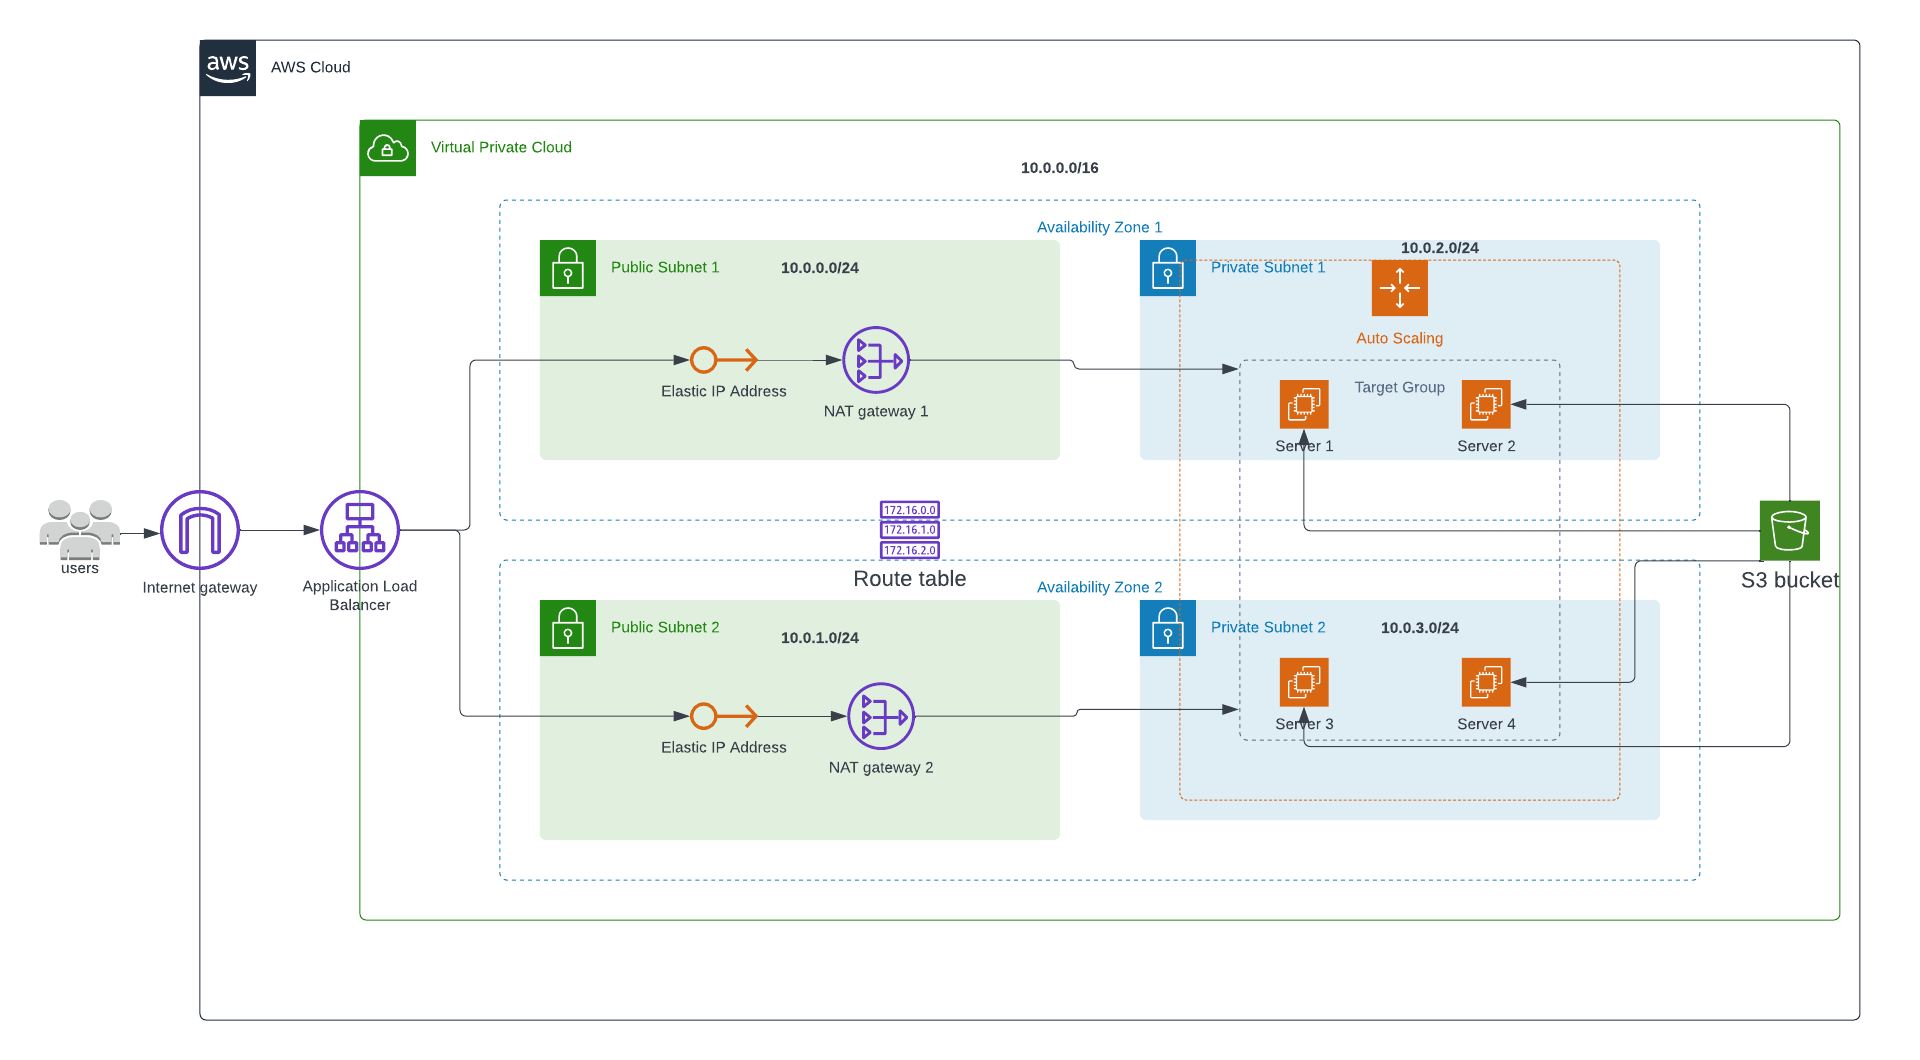 aws
AWS Cloud
Virtual Private Cloud
10.0.0.0/16
Availability Zone 1
Public Subnet 1
10.0.0.0/24
Private Subnet 1
10.0.2.0/24
Auto Scaling
Elastic IP Address
NAT gateway 1
Target Group
Server 1
Server 2
users
Internet gateway
Application Load
Balancer
172.16.0.0
172.16.1.0
172.16.2.0
Route table
S3 bucket
Availability Zone 2
Public Subnet 2
10.0.1.0/24
Private Subnet 2
10.0.3.0/24
Elastic IP Address
NAT gateway 2
Server 3
Server 4